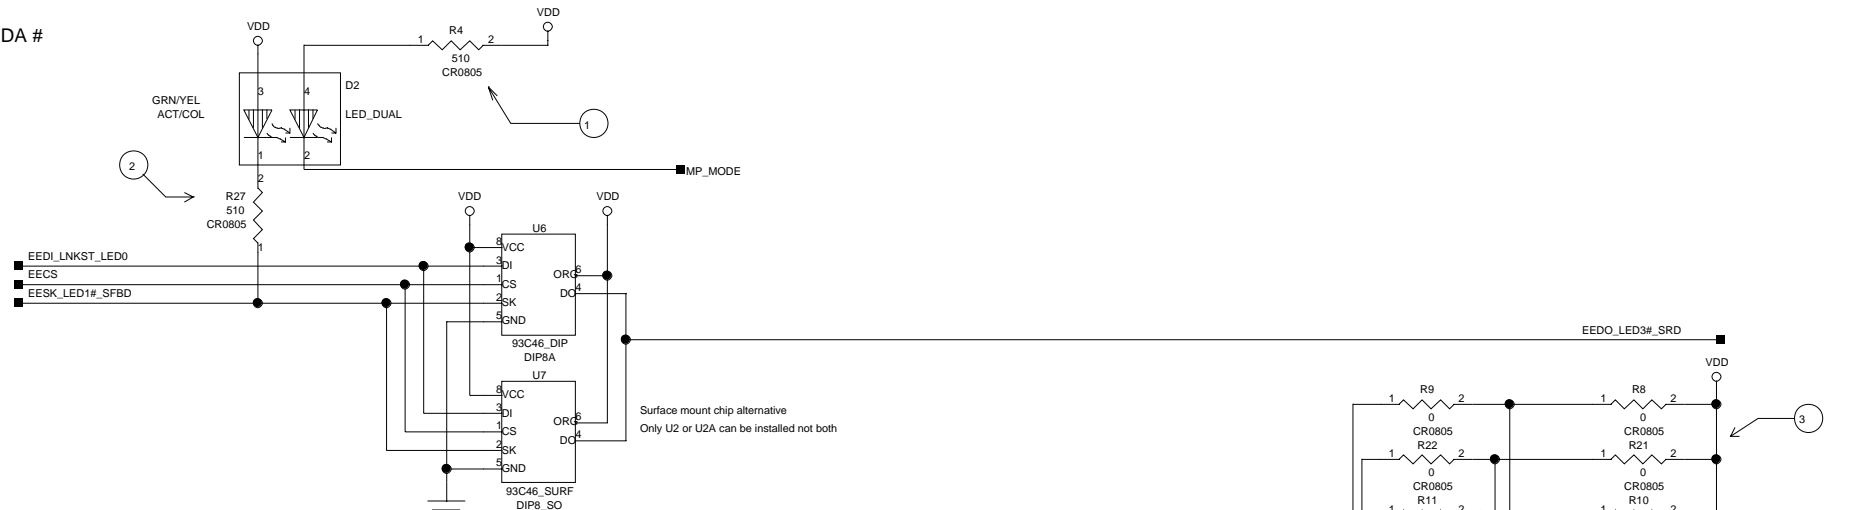 DA #
VDD
VDD
R4
1
2
510
CR0805
3
4
D2
GRN/YEL
ACT/COL
LED_DUAL
1
1
2
2
MP_MODE
2
R27
510
CR0805
1
VDD
VDD
U6
8
VCC
3
DI
1
CS
2
SK
5
GND
ORG
6
DO
4
93C46_DIP
DIP8A
EEDI_LNKST_LED0
EECS
EESK_LED1#_SFBD
EEDO_LED3#_SRD
U7
8
VCC
3
DI
1
CS
2
SK
5
GND
ORG
6
DO
4
93C46_SURF
DIP8_SO
Surface mount chip alternative
Only U2 or U2A can be installed not both
VDD
R9
1
2
0
CR0805
R8
1
2
0
CR0805
3
R22
1
2
0
CR0805
R21
1
2
0
CR0805
R11
1
2
R10
1
2